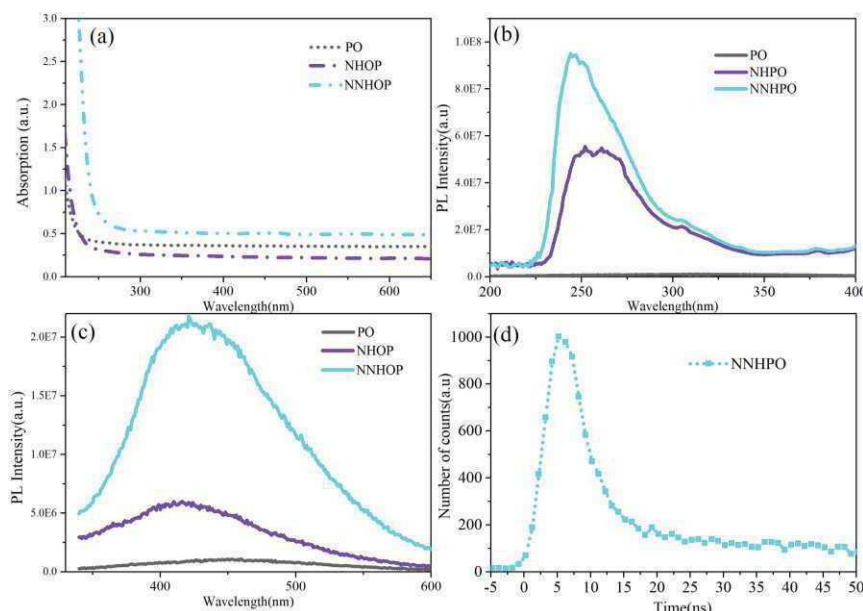 (a)
PO
NHOP
NNHOP
Absorption (a.u.)
3.0
2.5
2.0
1.5
1.0
0.5
0.0
300
400
500
600
Wavelength(nm)
(b)
PO
NHPO
NNHPO
PL Intensity(a.u)
1.0E8
8.0E7
6.0E7
4.0E7
2.0E7
0.0
200
250
300
350
400
Wavelength(nm)
(c)
PO
NHOP
NNHOP
PL Intensity(a.u.)
2.0E7
1.5E7
1.0E7
5.0E6
0.0
400
500
600
Wavelength(nm)
(d)
NNHPO
Number of counts(a.u.)
1000
800
600
400
200
0
-5
0
5
10
15
20
25
30
35
40
45
50
Time(ns)